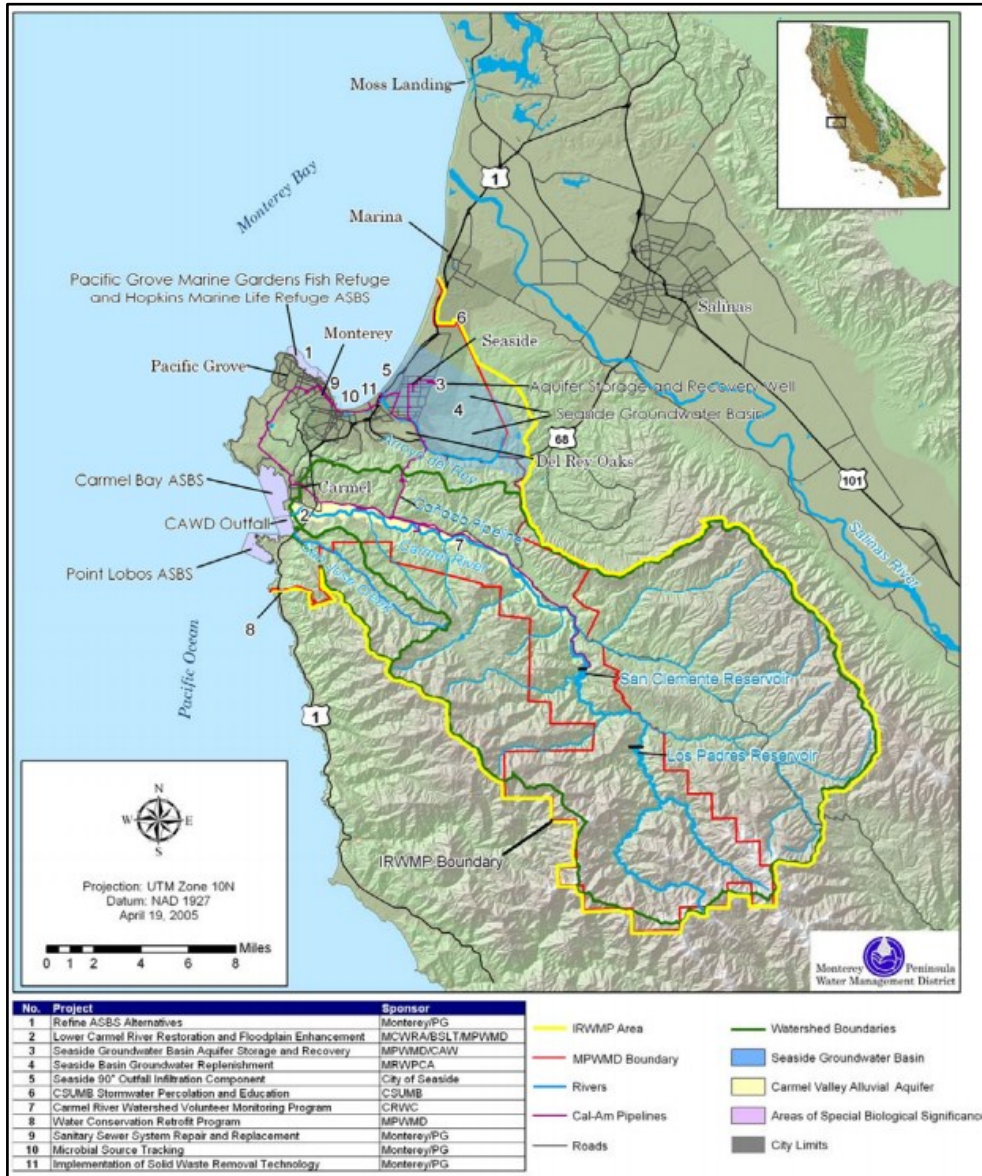 Moss Landing
1
Monterey Bay
Marina
Salinas
Pacific Grove Marine Gardens Fish Refuge
and Hopkins Marine Life Refuge ASBS
Monterey
6
1
Pacific Grove
9
10
11
5
Seaside
3
Aquifer Storage and Recovery Well
4
Seaside Groundwater Basin
68
Arroyo del Rey
Del Rey Oaks
101
Carmel Bay ASBS
Carmel
Salinas River
CAWD Outfall
2
Pipeline
7
Carmel River
Point Lobos ASBS
San Jose Creek
8
Pacific Ocean
San Clemente Reservoir
1
Los Padres Reservoir
IRWMP Boundary
N
W E
S
Projection: UTM Zone 10N
Datum: NAD 1927
April 19, 2005
Miles
0 1 2 4 6 8
Monterey Peninsula
Water Management District
No. Project Sponsor
1 Refine ASBS Alternatives Monterey/PG
2 Lower Carmel River Restoration and Floodplain Enhancement MCWRA/BSLT/MPWMD
3 Seaside Groundwater Basin Aquifer Storage and Recovery MPWMD/CAW
4 Seaside Basin Groundwater Replenishment MRWPCA
5 Seaside 90" Outfall Infiltration Component City of Seaside
6 CSUMB Stormwater Percolation and Education CSUMB
7 Carmel River Watershed Volunteer Monitoring Program CRWC
8 Water Conservation Retrofit Program MPWMD
9 Sanitary Sewer System Repair and Replacement Monterey/PG
10 Microbial Source Tracking Monterey/PG
11 Implementation of Solid Waste Removal Technology Monterey/PG
IRWMP Area
MPWMD Boundary
Rivers
Cal-Am Pipelines
Roads
Watershed Boundaries
Seaside Groundwater Basin
Carmel Valley Alluvial Aquifer
Areas of Special Biological Significanc
City Limits